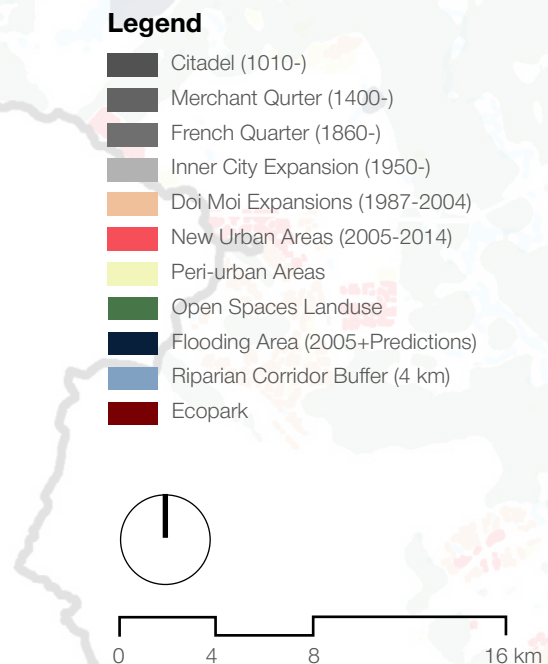 Legend
Citadel (1010-)
Merchant Qurter (1400-)
French Quarter (1860-)
Inner City Expansion (1950-)
Doi Moi Expansions (1987-2004)
New Urban Areas (2005-2014)
Peri-urban Areas
Open Spaces Landuse
Flooding Area (2005+Predictions)
Riparian Corridor Buffer (4 km)
Ecopark
0 4 8 16 km